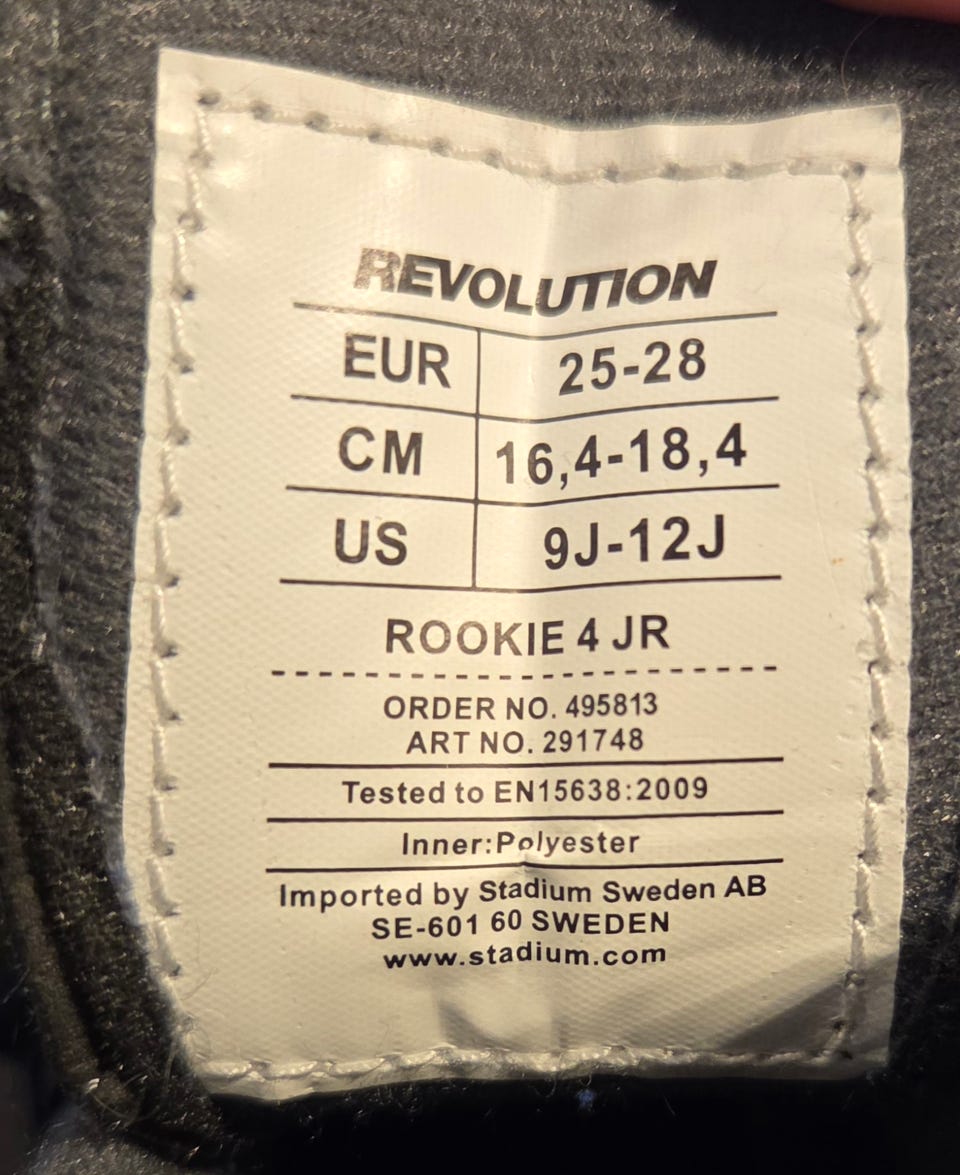 REVOLUTION
EUR 25-28
CM 16,4-18,4
US 9J-12J
ROOKIE 4 JR
ORDER NO. 495813
ART NO. 291748
Tested to EN15638:2009
Inner:Polyester
Imported by Stadium Sweden AB
SE-601 60 SWEDEN
www.stadium.com